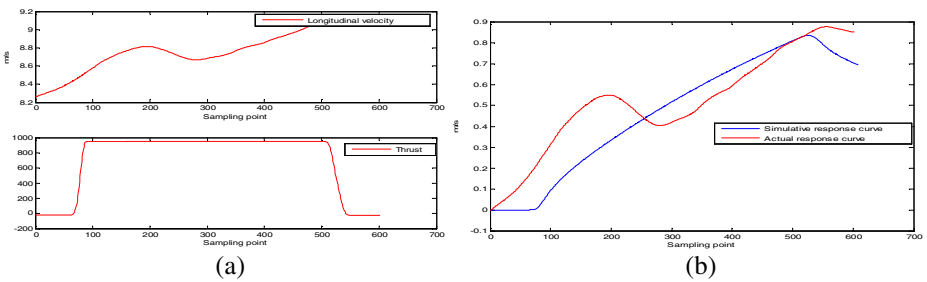 9.2
9
8.8
8.6
8.4
8.2
m/s
Longitudinal velocity
0 100 200 300 400 500 600 700
Sampling point
1000
800
600
400
200
0
-200
Thrust
0 100 200 300 400 500 600 700
Sampling point
(a)
0.9
0.8
0.7
0.6
0.5
0.4
0.3
0.2
0.1
0
-0.1
m/s
Simulative response curve
Actual response curve
0 100 200 300 400 500 600 700
Sampling point
(b)